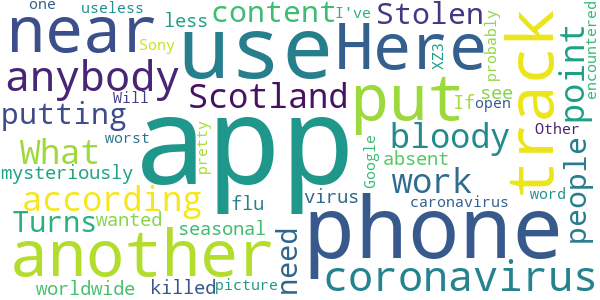 one
useless
less
content
I've
Stolen
near
use
Here
track
anybody
Sony
XZ3
probably
point
encountered
Scotland
put
If
see
open
putting
Will
worst
app
bloody
Other
What
pretty
Google
absent
people
mysteriously
according
flu
virus
work
caronavirus
word
Turns
wanted
seasonal
need
phone
another
worldwide
killed
picture
coronavirus